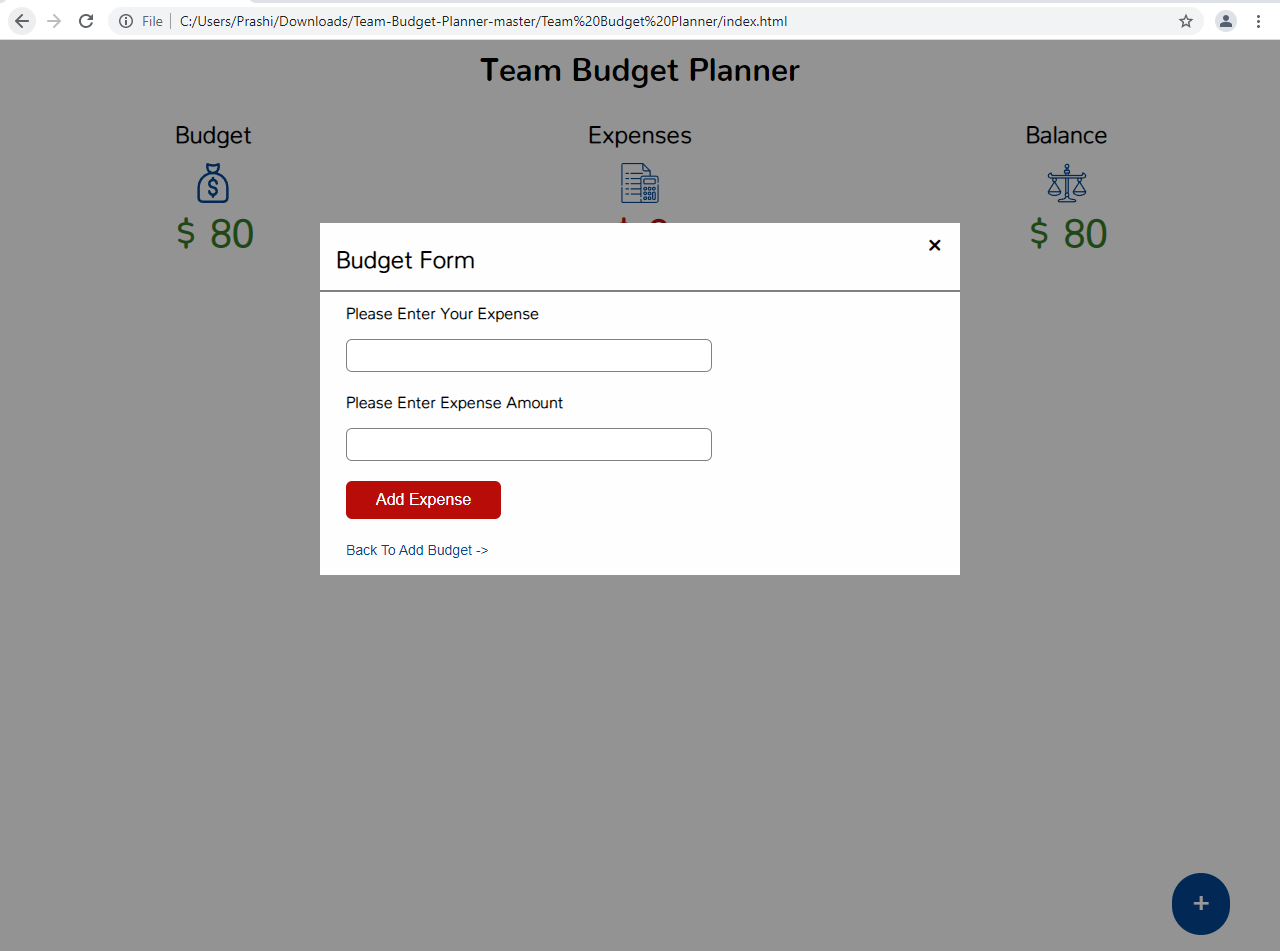 File C:/Users/Prashi/Downloads/Team-Budget-Planner-master/Team%20Budget%20Planner/index.html
Team Budget Planner
Budget Expenses Balance
$ 80 $ 80
Budget Form ×
Please Enter Your Expense
Please Enter Expense Amount
Add Expense
Back To Add Budget ->
+